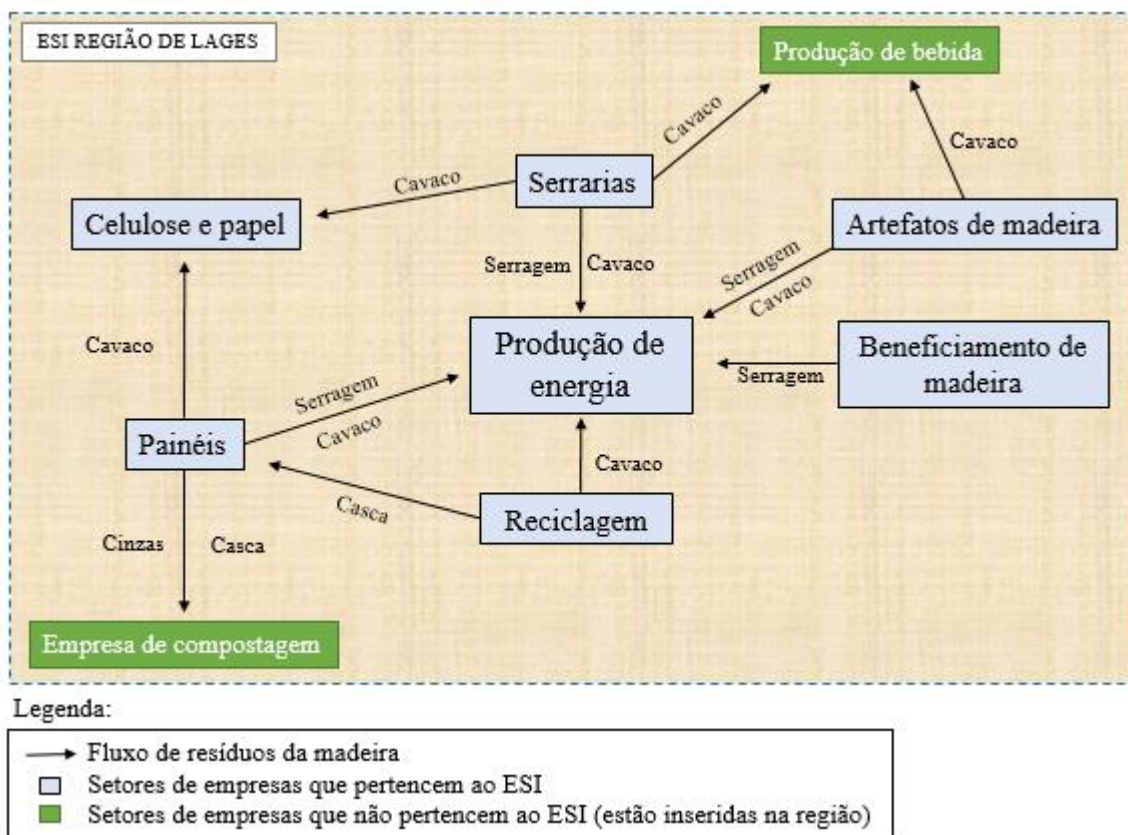 ESI REGIÃO DE LAGES
Produção de bebida
Cavaco
Cavaco
Cavaco
Serrarias
Celulose e papel
Artefatos de madeira
Serragem
Cavaco
Serragem
Cavaco
Produção de
energia
Beneficiamento de
madeira
Serragem
Cavaco
Serragem
Cavaco
Painéis
Cavaco
Casca
Reciclagem
Cinzas
Casca
Empresa de compostagem
Legenda:
Fluxo de resíduos da madeira
Setores de empresas que pertencem ao ESI
Setores de empresas que não pertencem ao ESI (estão inseridas na região)